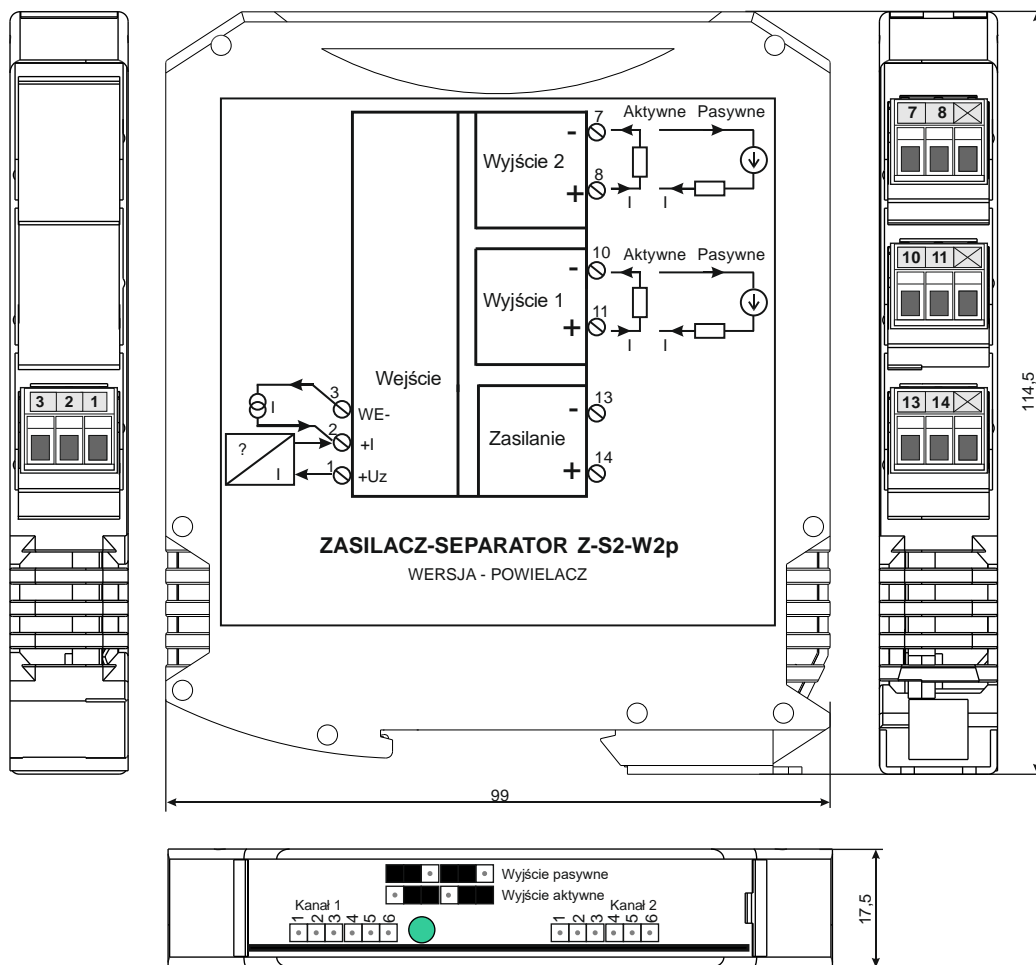 7 8
10 11
13 14
3 2 1
Aktywne Pasywne
7
-
Wyjście 2
8
+
I I
Aktywne Pasywne
10
-
Wyjście 1
11
+
I I
Wejście
3
I
WE-
2
+I
?
I
1
+Uz
13
-
Zasilanie
14
+
ZASILACZ-SEPARATOR Z-S2-W2p
WERSJA - POWIELACZ
114,5
99
Wyjście pasywne
Wyjście aktywne
Kanał 1
Kanał 2
1 2 3 4 5 6
1 2 3 4 5 6
17,5